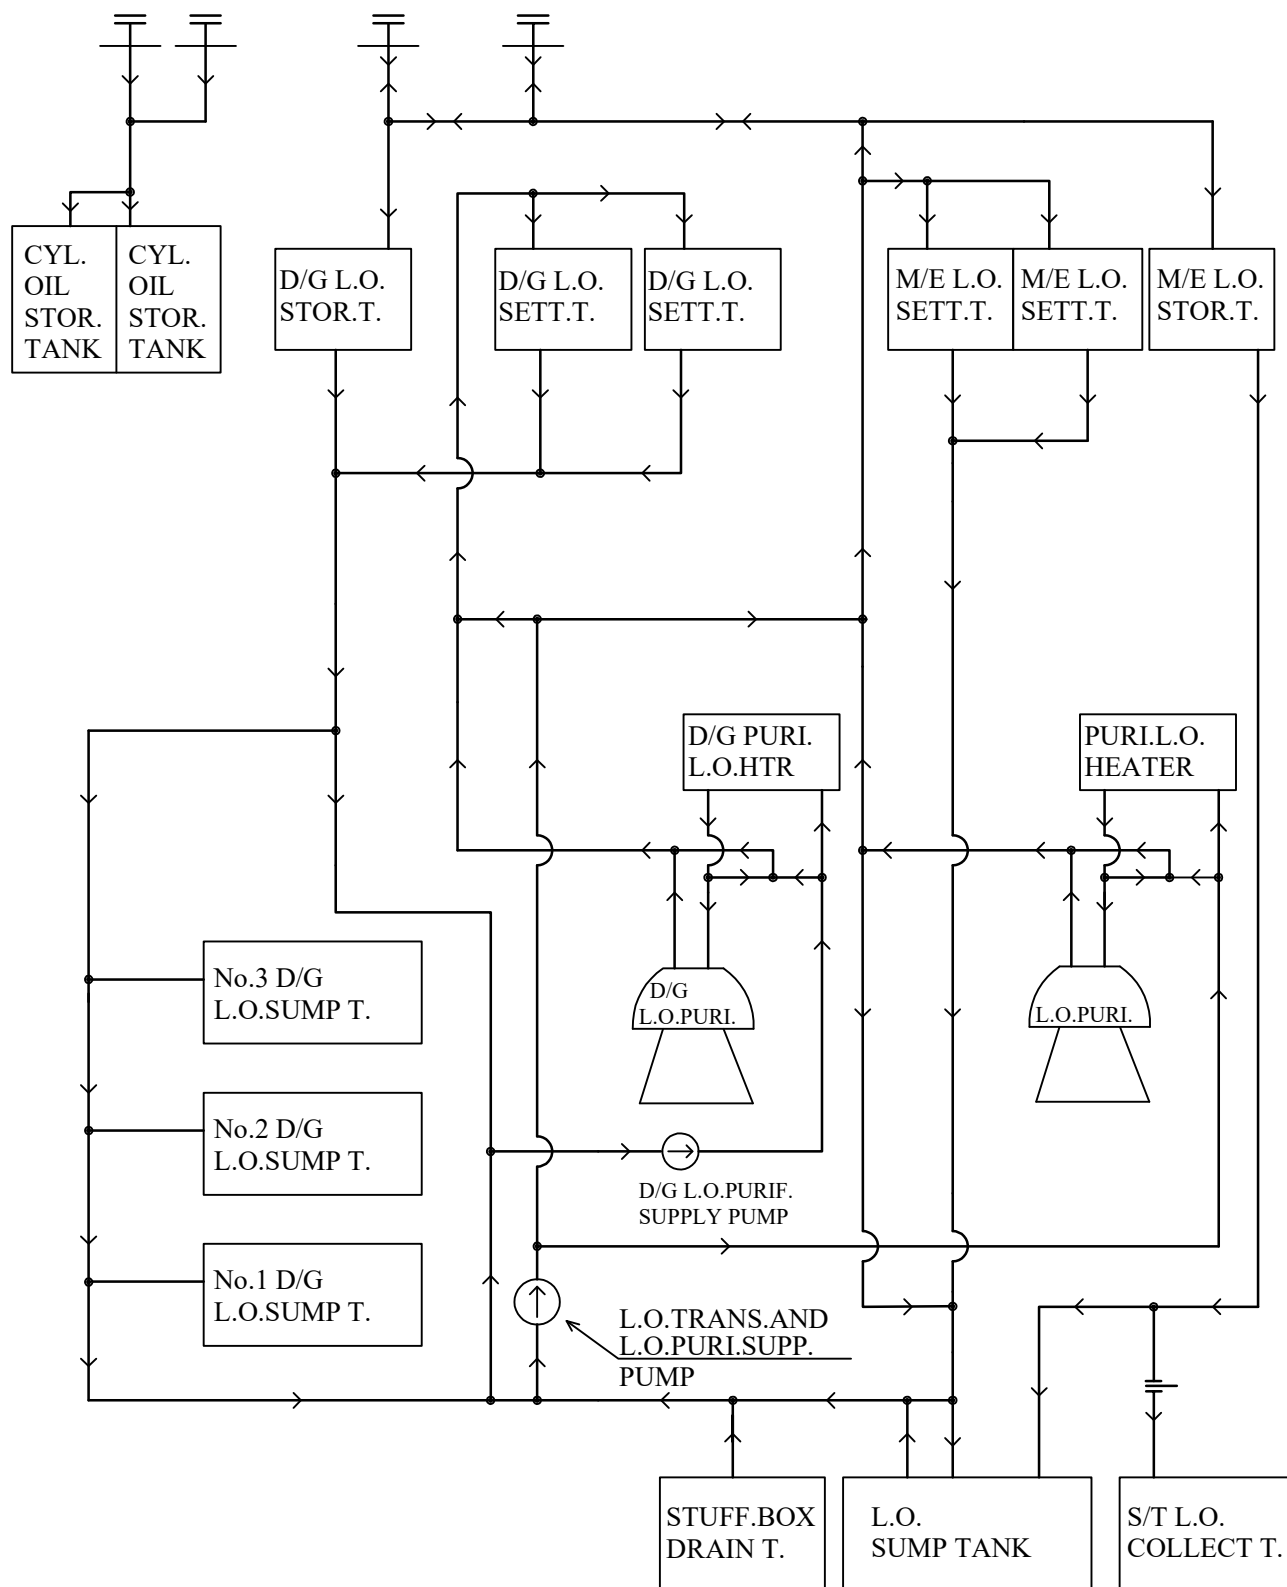 CYL.
OIL
STOR.
TANK
CYL.
OIL
STOR.
TANK
D/G L.O.
STOR.T.
D/G L.O.
SETT.T.
D/G L.O.
SETT.T.
M/E L.O.
SETT.T.
M/E L.O.
SETT.T.
M/E L.O.
STOR.T.
D/G PURI.
L.O.HTR
PURI.L.O.
HEATER
No.3 D/G
L.O.SUMP T.
D/G
L.O.PURI.
L.O.PURI.
No.2 D/G
L.O.SUMP T.
D/G L.O.PURIF.
SUPPLY PUMP
No.1 D/G
L.O.SUMP T.
L.O.TRANS.AND
L.O.PURI.SUPP.
PUMP
STUFF.BOX
DRAIN T.
L.O.
SUMP TANK
S/T L.O.
COLLECT T.